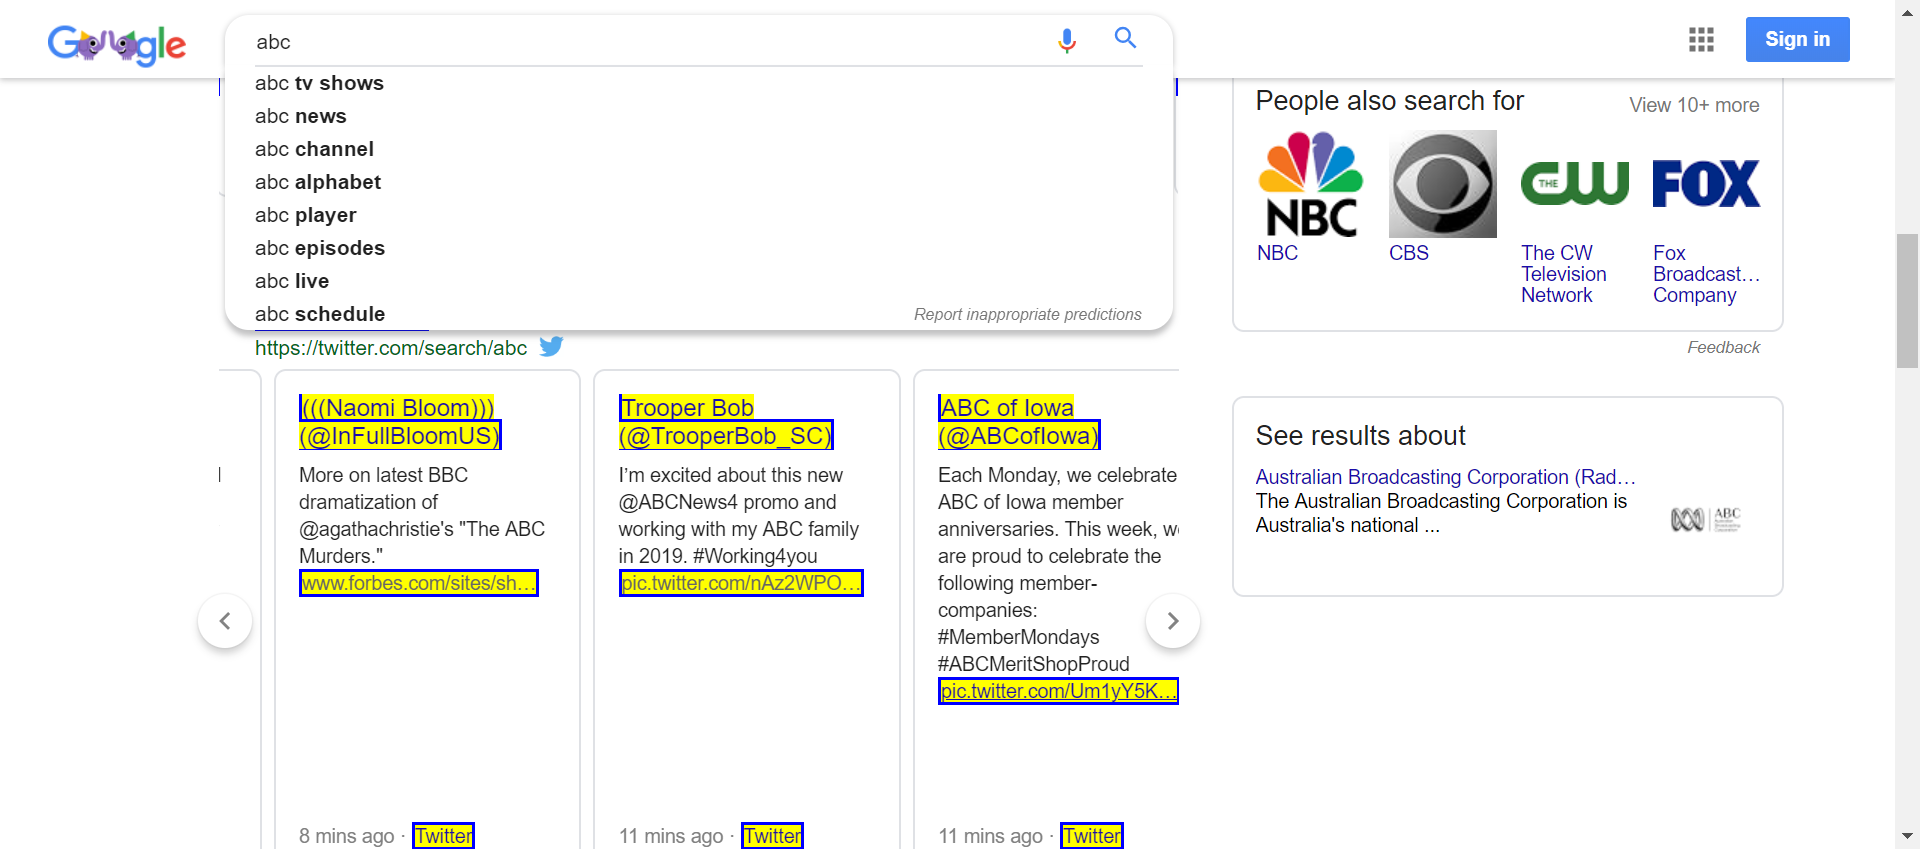 Google
abc
Sign in
abc tv shows
abc news
abc channel
abc alphabet
abc player
abc episodes
abc live
abc schedule
Report inappropriate predictions
https://twitter.com/search/abc
(((Naomi Bloom)))
(@InFullBloomUS)
More on latest BBC
dramatization of
@agathachristie's "The ABC
Murders."
www.forbes.com/sites/sh...
8 mins ago · Twitter
Trooper Bob
(@TrooperBob_SC)
I’m excited about this new
@ABCNews4 promo and
working with my ABC family
in 2019. #Working4you
pic.twitter.com/nAz2WPO...
11 mins ago · Twitter
ABC of Iowa
(@ABCofIowa)
Each Monday, we celebrate
ABC of Iowa member
anniversaries. This week, we
are proud to celebrate the
following member-
companies:
#MemberMondays
#ABCMeritShopProud
pic.twitter.com/Um1yY5K...
11 mins ago · Twitter
People also search for
View 10+ more
NBC
THE CW
FOX
NBC
CBS
The CW
Television
Network
Fox
Broadcast...
Company
Feedback
See results about
Australian Broadcasting Corporation (Rad...
The Australian Broadcasting Corporation is
Australia's national ...
ABC